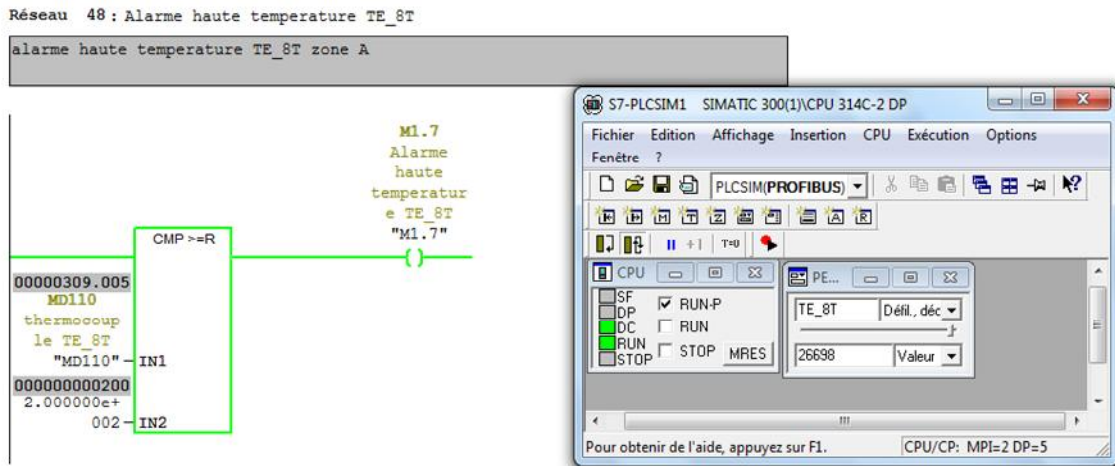 Réseau 48 : Alarme haute temperature TE_8T
alarme haute temperature TE_8T zone A
M1.7
Alarme
haute
temperatur
e TE_8T
"M1.7"
CMP >=R
00000309.005
MD110
thermocoup
le TE_8T
"MD110"
IN1
000000000200
2.000000e+
002
IN2
S7-PLCSIM1 SIMATIC 300(1)\CPU 314C-2 DP
Fichier Edition Affichage Insertion CPU Exécution Options
Fenêtre ?
PLCSIM(PROFIBUS)
+1 T=0
CPU
SF
DP
DC
RUN
STOP
RUN-P
RUN
STOP MRES
PE...
TE_8T Défil., déc
26698 Valeur
Pour obtenir de l'aide, appuyez sur F1. CPU/CP: MPI=2 DP=5